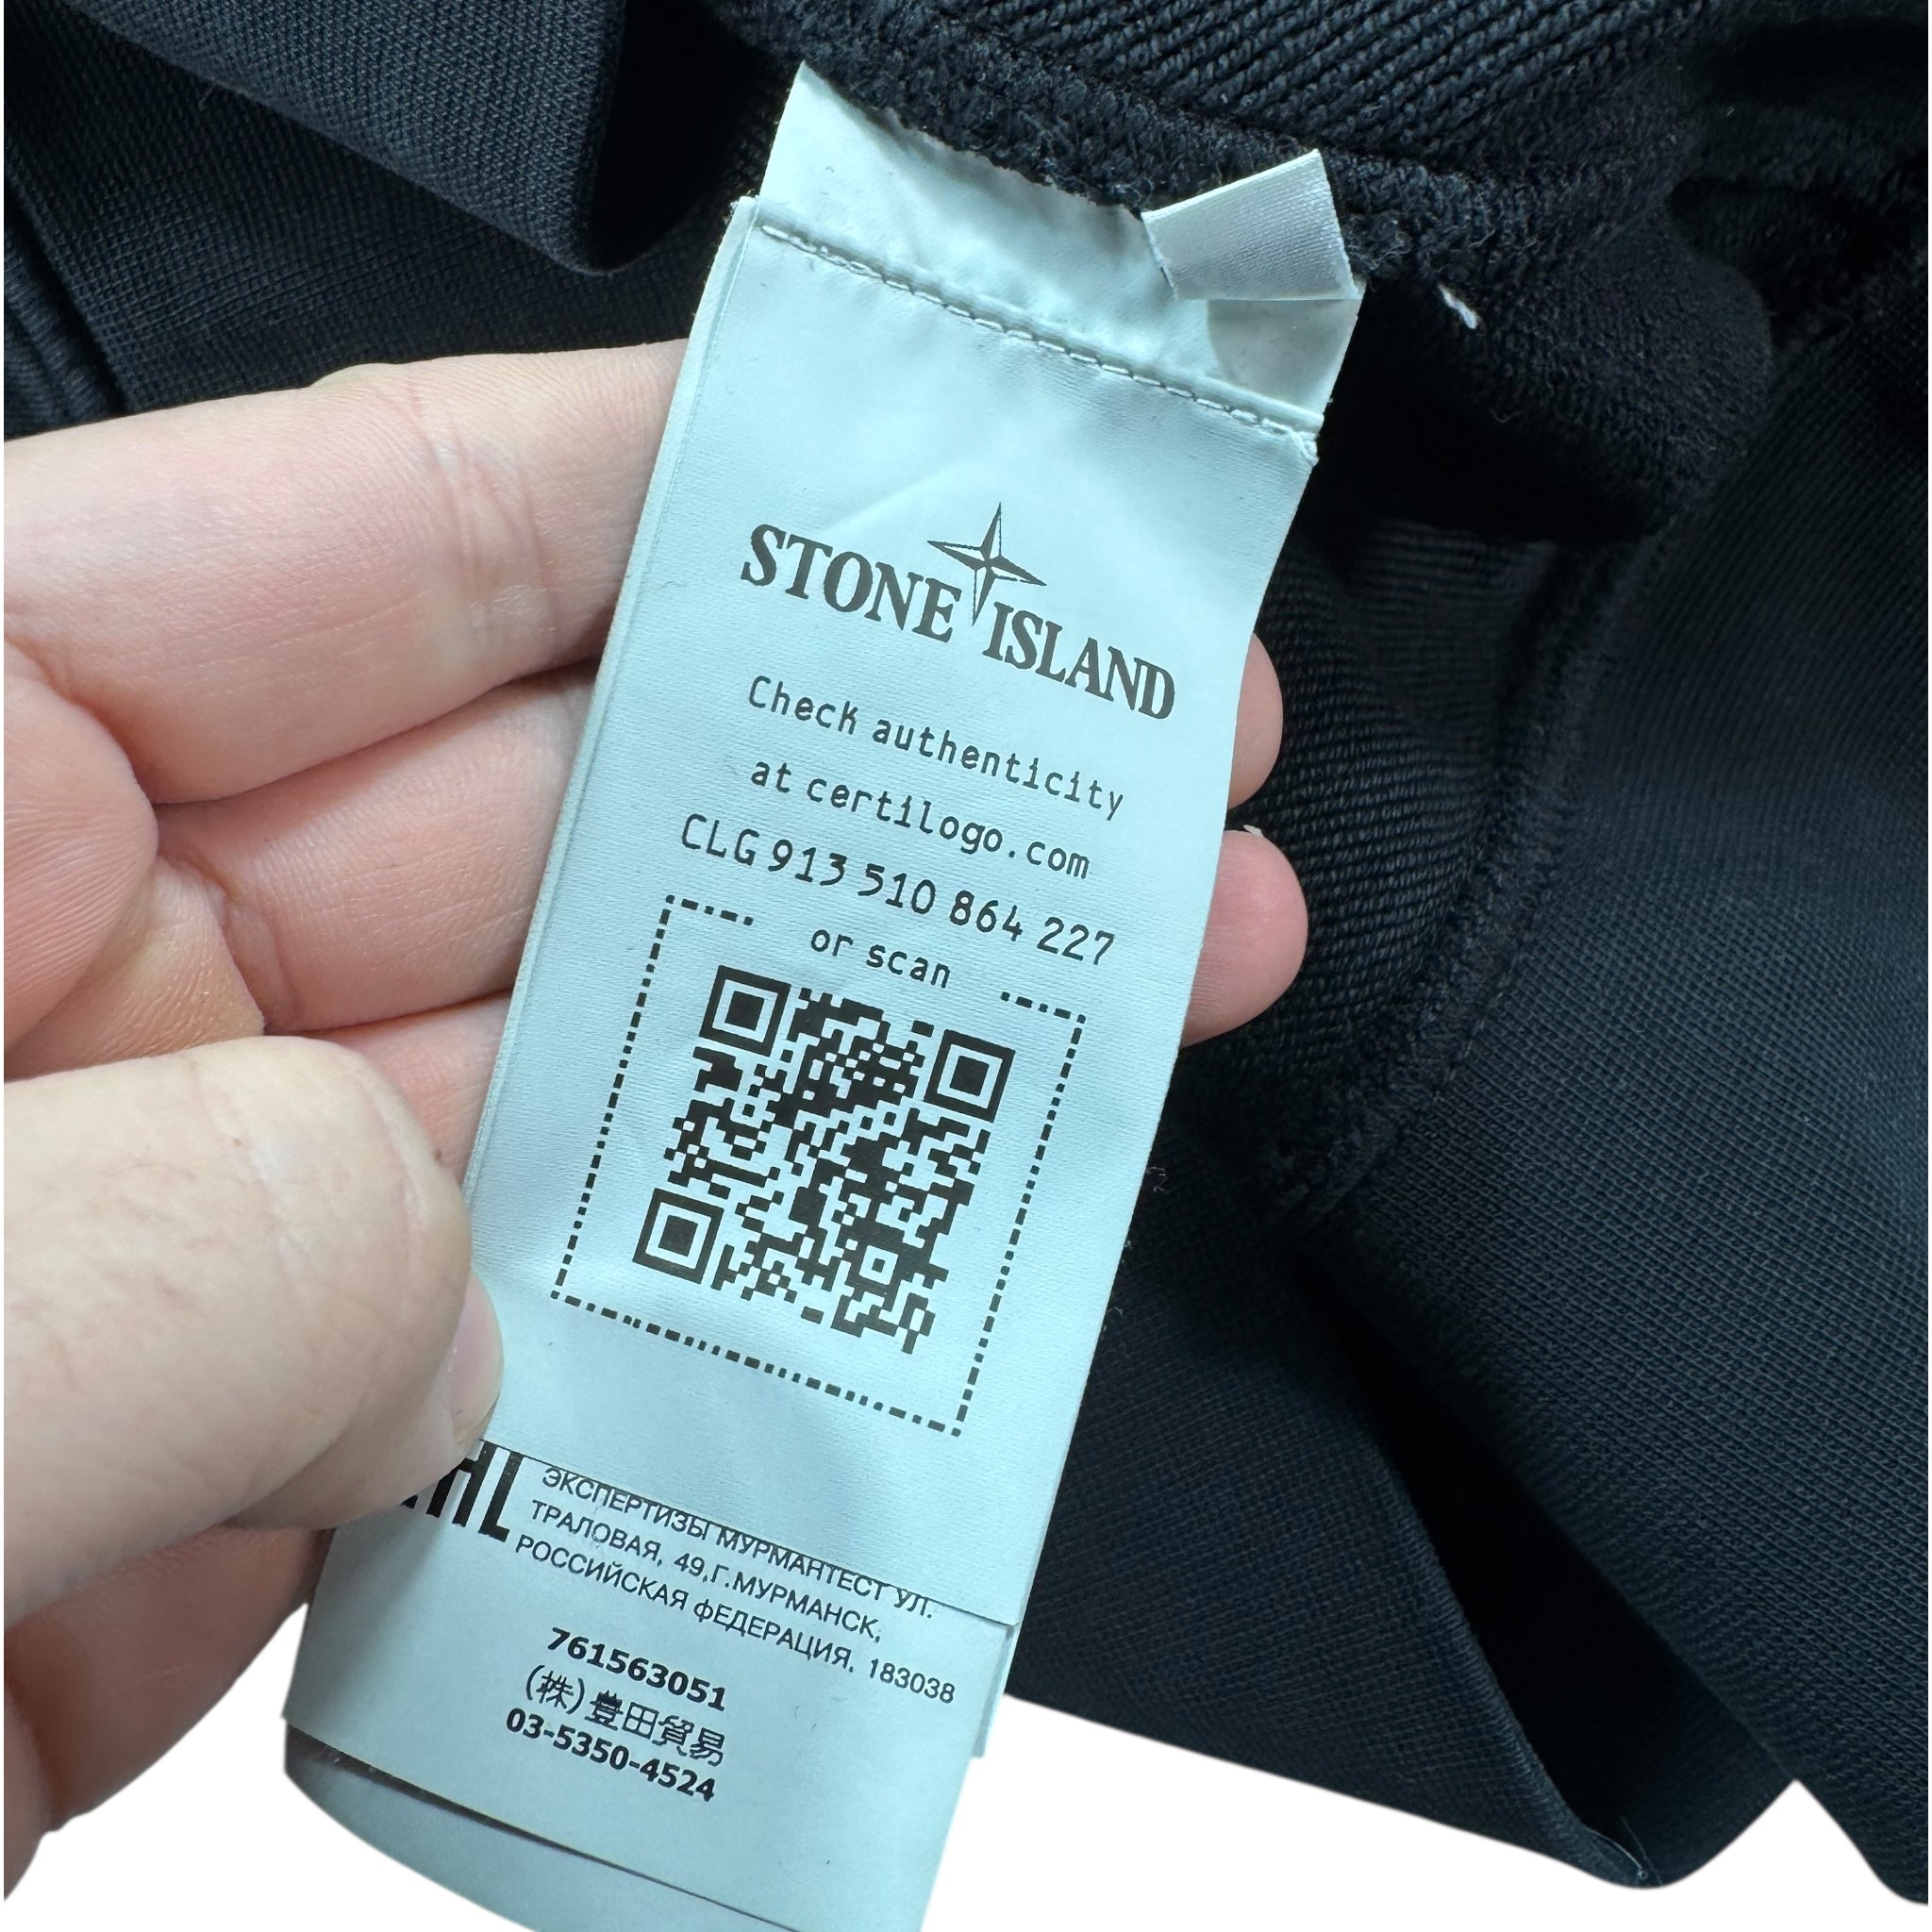 STONE ISLAND
Check authenticity
at certilogo.com
CLG 913 510 864 227
or scan
ЭКСПЕРТИЗЫ МУРМАНТЕСТ УЛ.
ТРАЛОВАЯ, 49,Г.МУРМАНСК,
РОССИЙСКАЯ ФЕДЕРАЦИЯ. 183038
761563051
(株)豊田貿易
03-5350-4524